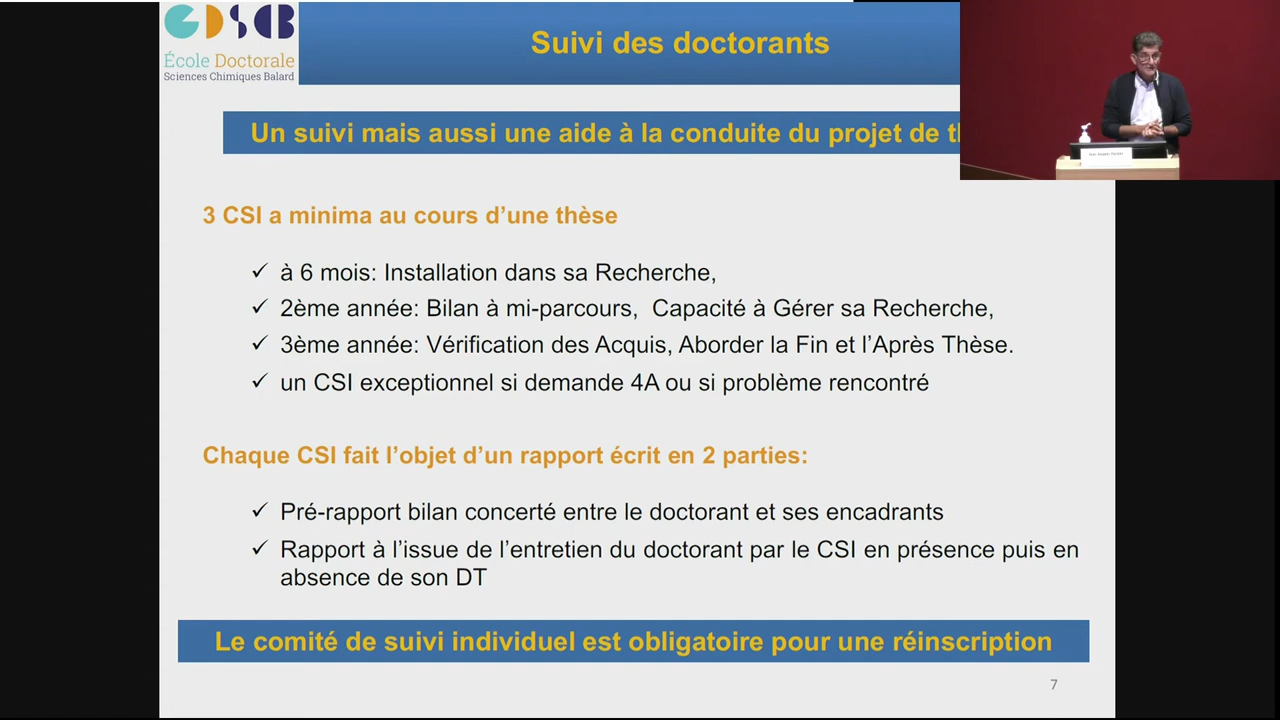 EDSCB
École Doctorale
Sciences Chimiques Balard
Suivi des doctorants
Un suivi mais aussi une aide à la conduite du projet de
3 CSI a minima au cours d’une thèse
✓ à 6 mois: Installation dans sa Recherche,
✓ 2ème année: Bilan à mi-parcours, Capacité à Gérer sa Recherche,
✓ 3ème année: Vérification des Acquis, Aborder la Fin et l’Après Thèse.
✓ un CSI exceptionnel si demande 4A ou si problème rencontré
Chaque CSI fait l’objet d’un rapport écrit en 2 parties:
✓ Pré-rapport bilan concerté entre le doctorant et ses encadrants
✓ Rapport à l’issue de l’entretien du doctorant par le CSI en présence puis en
absence de son DT
Le comité de suivi individuel est obligatoire pour une réinscription
7